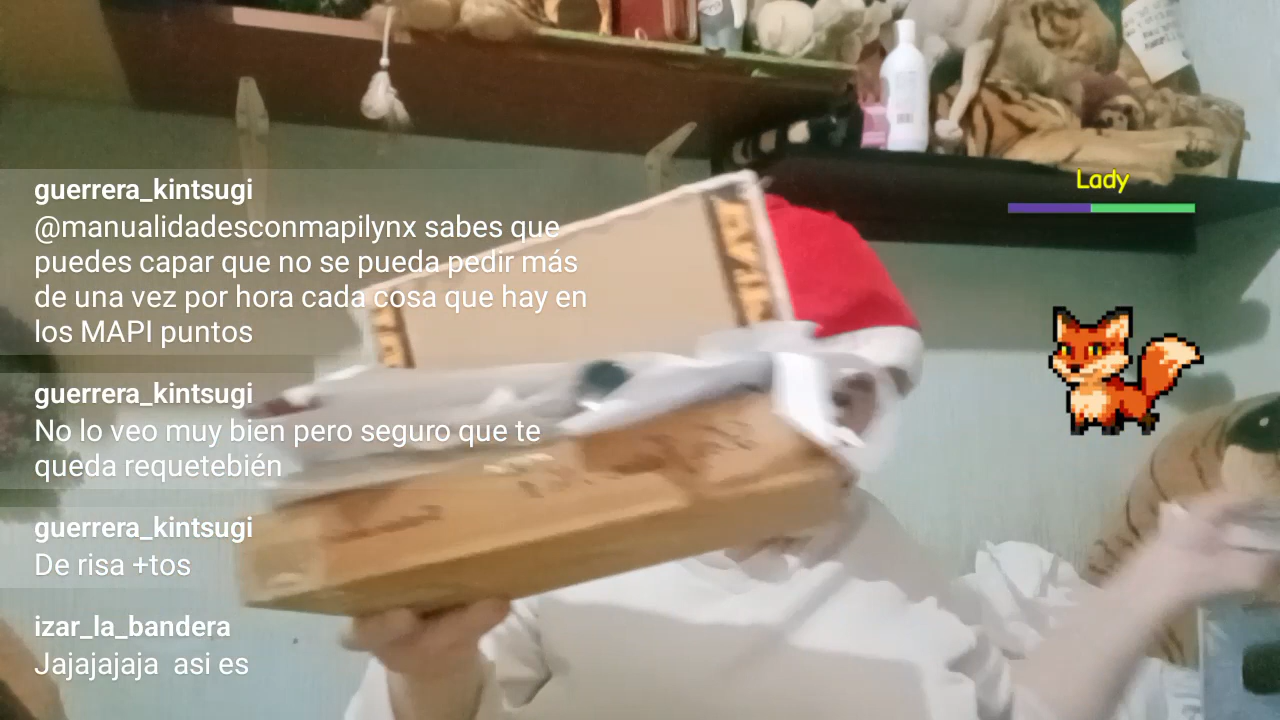 guerrera_kintsugi
@manualidadesconmapilynx sabes que
puedes capar que no se pueda pedir más
de una vez por hora cada cosa que hay en
los MAPI puntos
guerrera_kintsugi
No lo veo muy bien pero seguro que te
queda requetebién
guerrera_kintsugi
De risa +tos
izar_la_bandera
Jajajajaja asi es
Lady